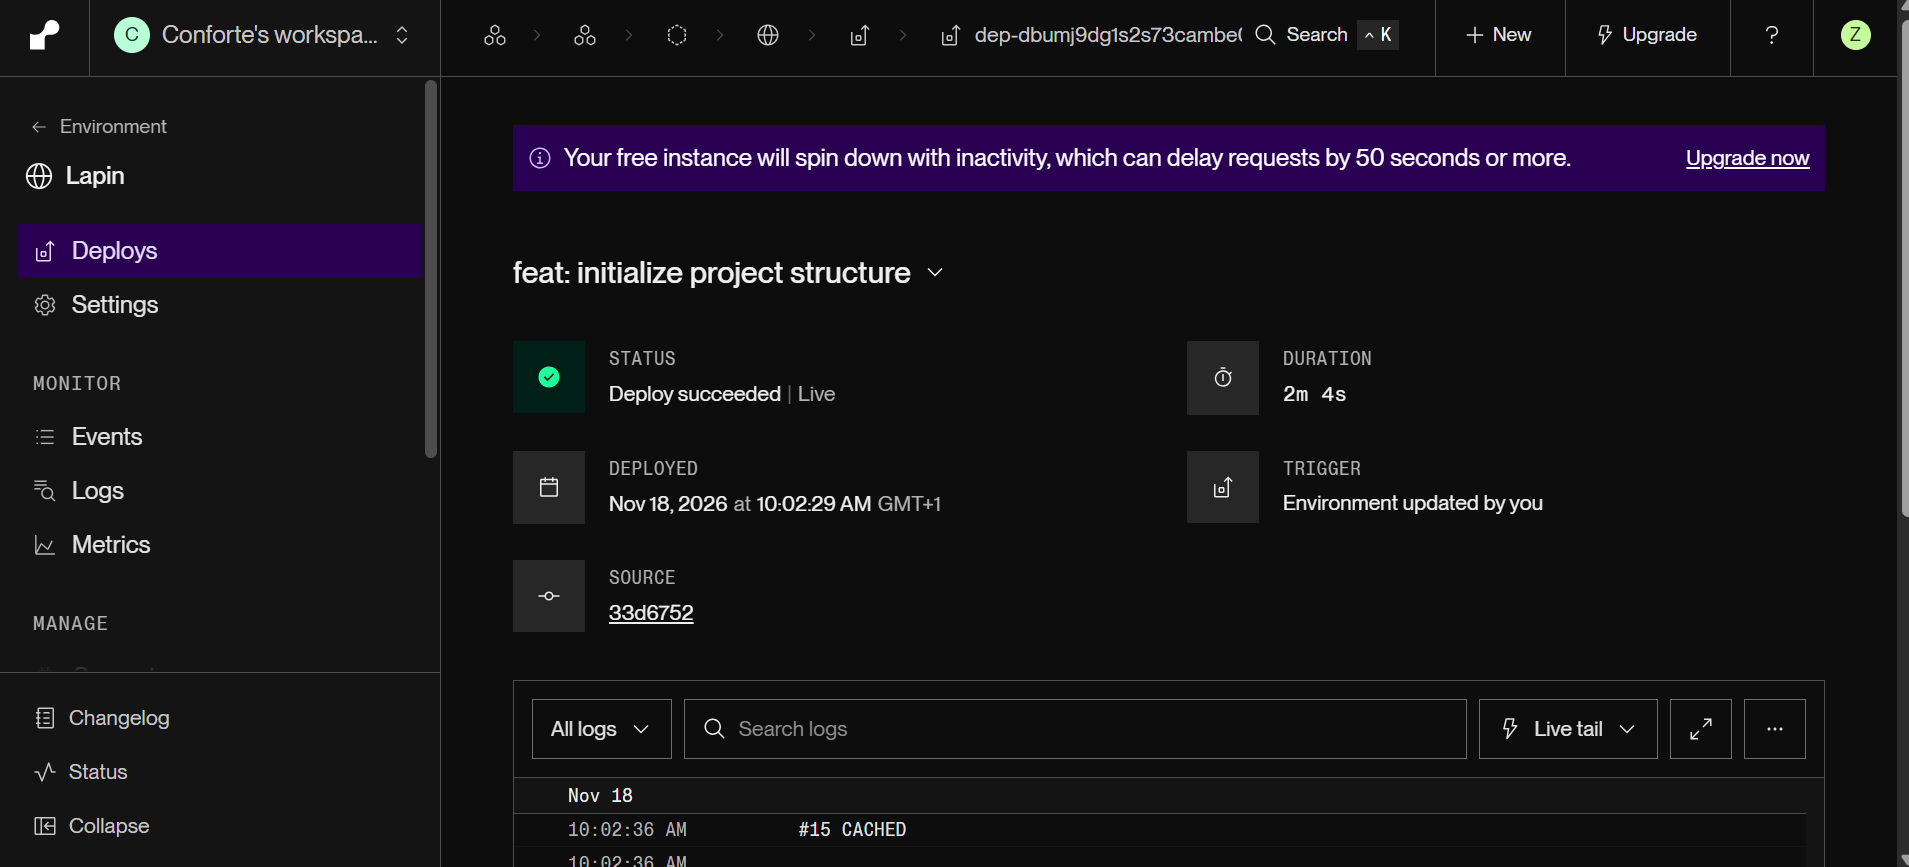 C Conforte's workspa...
dep-dbumj9dg1s2s73cambe
Search ^ K
+ New
Upgrade
?
Z
← Environment
Lapin
Deploys
Settings
MONITOR
Events
Logs
Metrics
MANAGE
Changelog
Status
Collapse
Your free instance will spin down with inactivity, which can delay requests by 50 seconds or more. Upgrade now
feat: initialize project structure
STATUS
Deploy succeeded | Live
DURATION
2m 4s
DEPLOYED
Nov 18, 2026 at 10:02:29 AM GMT+1
TRIGGER
Environment updated by you
SOURCE
33d6752
All logs
Search logs
Live tail
...
Nov 18
10:02:36 AM #15 CACHED
10:02:36 AM